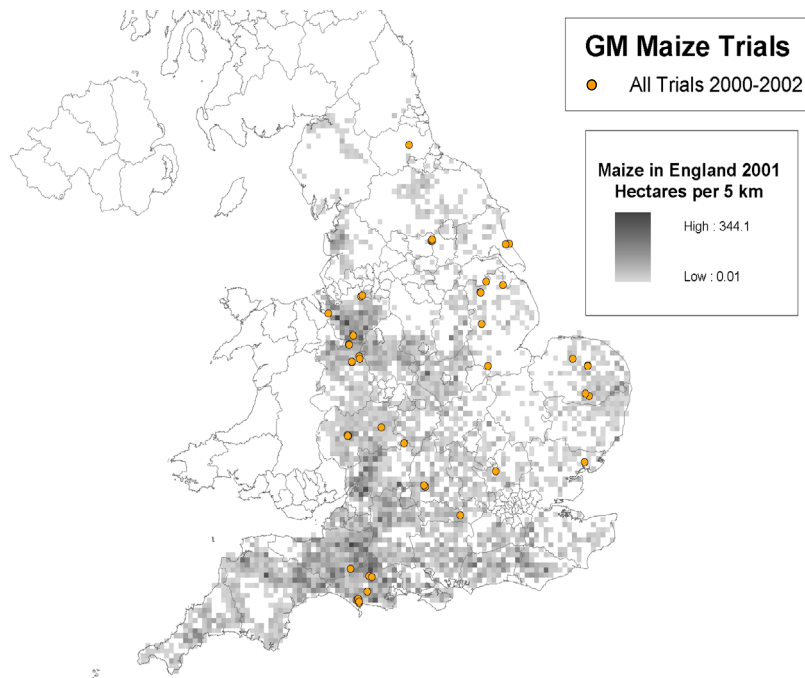 GM Maize Trials
All Trials 2000-2002
Maize in England 2001
Hectares per 5 km
High : 344.1
Low : 0.01